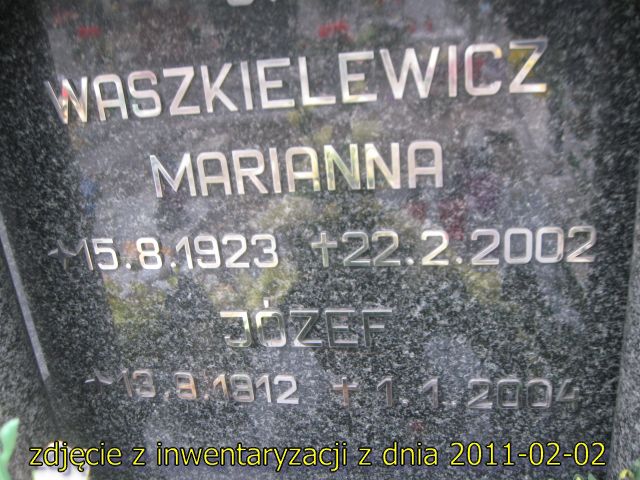 WASZKIELEWICZ
MARIANNA
~15.8.1923 †22.2.2002
JÓZEF
~13.9.1912 † 1.1.2004
zdjęcie z inwentaryzacji z dnia 2011-02-02